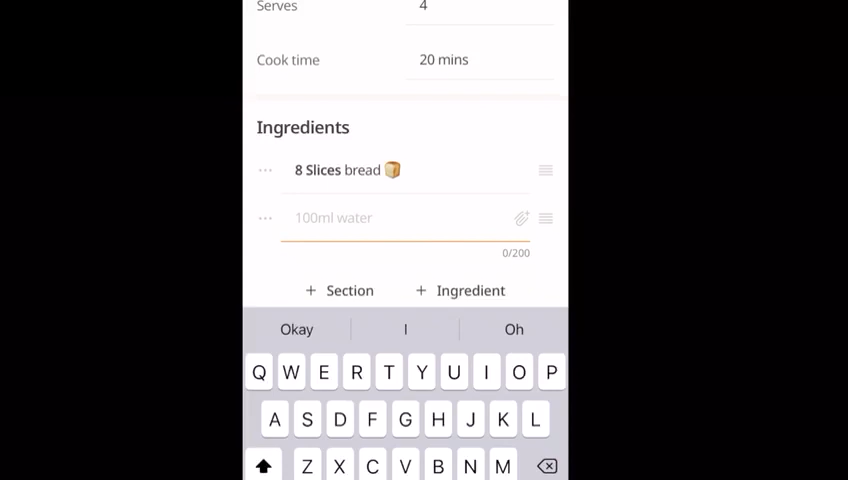 Serves 4
Cook time 20 mins
Ingredients
8 Slices bread 🍞
100ml water
0/200
+ Section + Ingredient
Okay I Oh
Q W E R T Y U I O P
A S D F G H J K L
Z X C V B N M